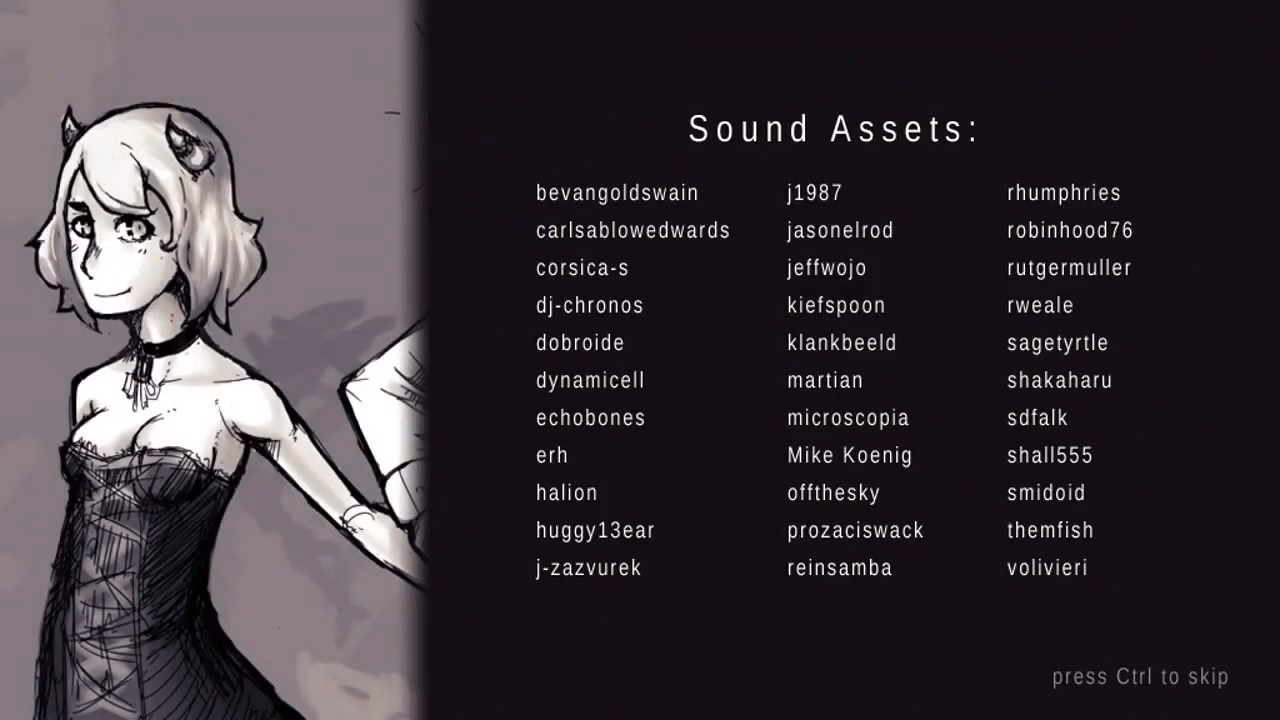 Sound Assets:
bevangoldswain
carlsablowedwards
corsica-s
dj-chronos
dobroide
dynamicell
echobones
erh
halion
huggy13ear
j-zazvurek
j1987
jasonelrod
jeffwojo
kiefspoon
klankbeeld
martian
microscopia
Mike Koenig
offthesky
prozaciswack
reinsamba
rhumphries
robinhood76
rutgermuller
rweale
sagetyrtle
shakaharu
sdfalk
shall555
smidoid
themfish
volivieri
press Ctrl to skip